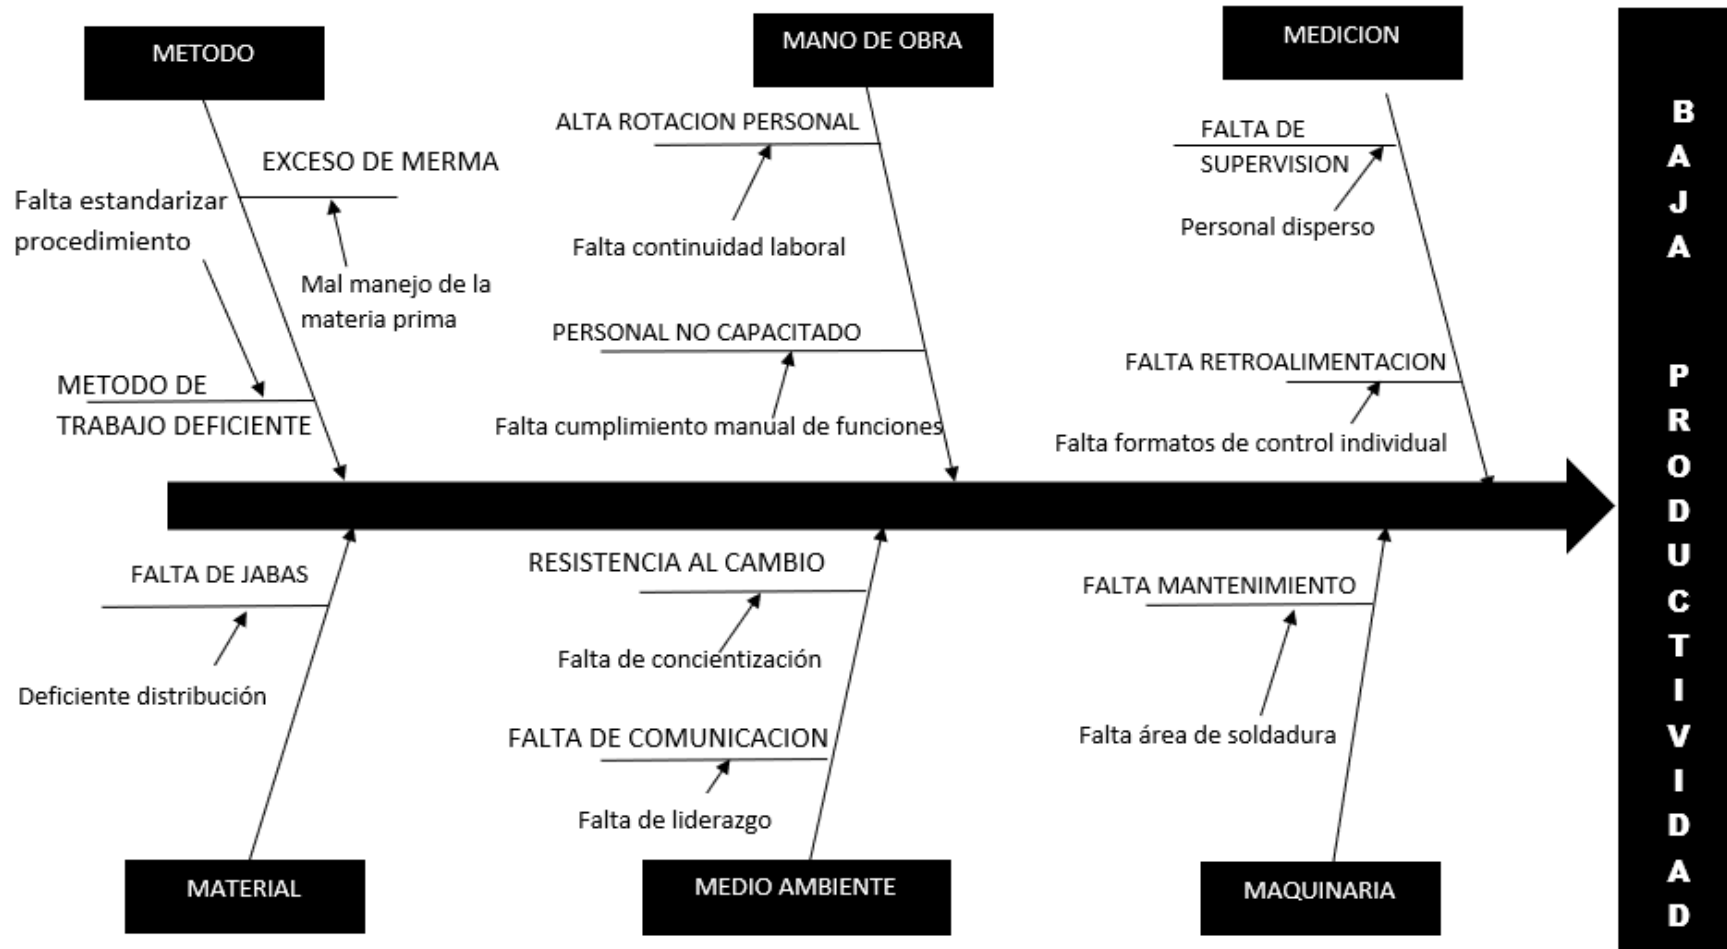 METODO
MANO DE OBRA
MEDICION
ALTA ROTACION PERSONAL
FALTA DE
SUPERVISION
EXCESO DE MERMA
Falta estandarizar
procedimiento
Personal disperso
Falta continuidad laboral
Mal manejo de la
materia prima
PERSONAL NO CAPACITADO
FALTA RETROALIMENTACION
METODO DE
TRABAJO DEFICIENTE
Falta cumplimiento manual de funciones
Falta formatos de control individual
BAJA PRODUCTIVIDAD
FALTA DE JABAS
RESISTENCIA AL CAMBIO
FALTA MANTENIMIENTO
Falta de concientización
Deficiente distribución
FALTA DE COMUNICACION
Falta área de soldadura
Falta de liderazgo
MATERIAL
MEDIO AMBIENTE
MAQUINARIA